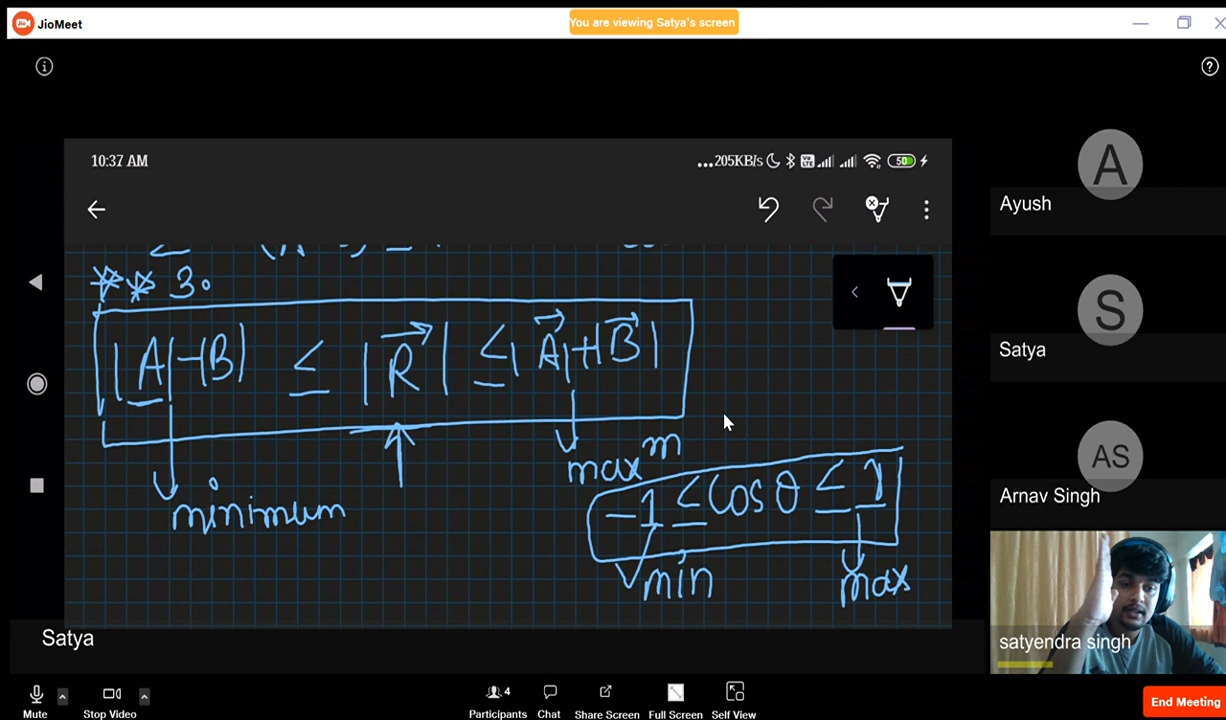 JioMeet
You are viewing Satya's screen
10:37 AM
...205KB/s 50
** 3.
|A|-|B| ≤ |R⃗| ≤ |A⃗|+|B⃗|
minimum
max^m
-1 ≤ Cos θ ≤ 1
min
max
A
Ayush
S
Satya
AS
Arnav Singh
satyendra singh
Satya
Mute
Stop Video
4
Participants
Chat
Share Screen
Full Screen
Self View
End Meeting